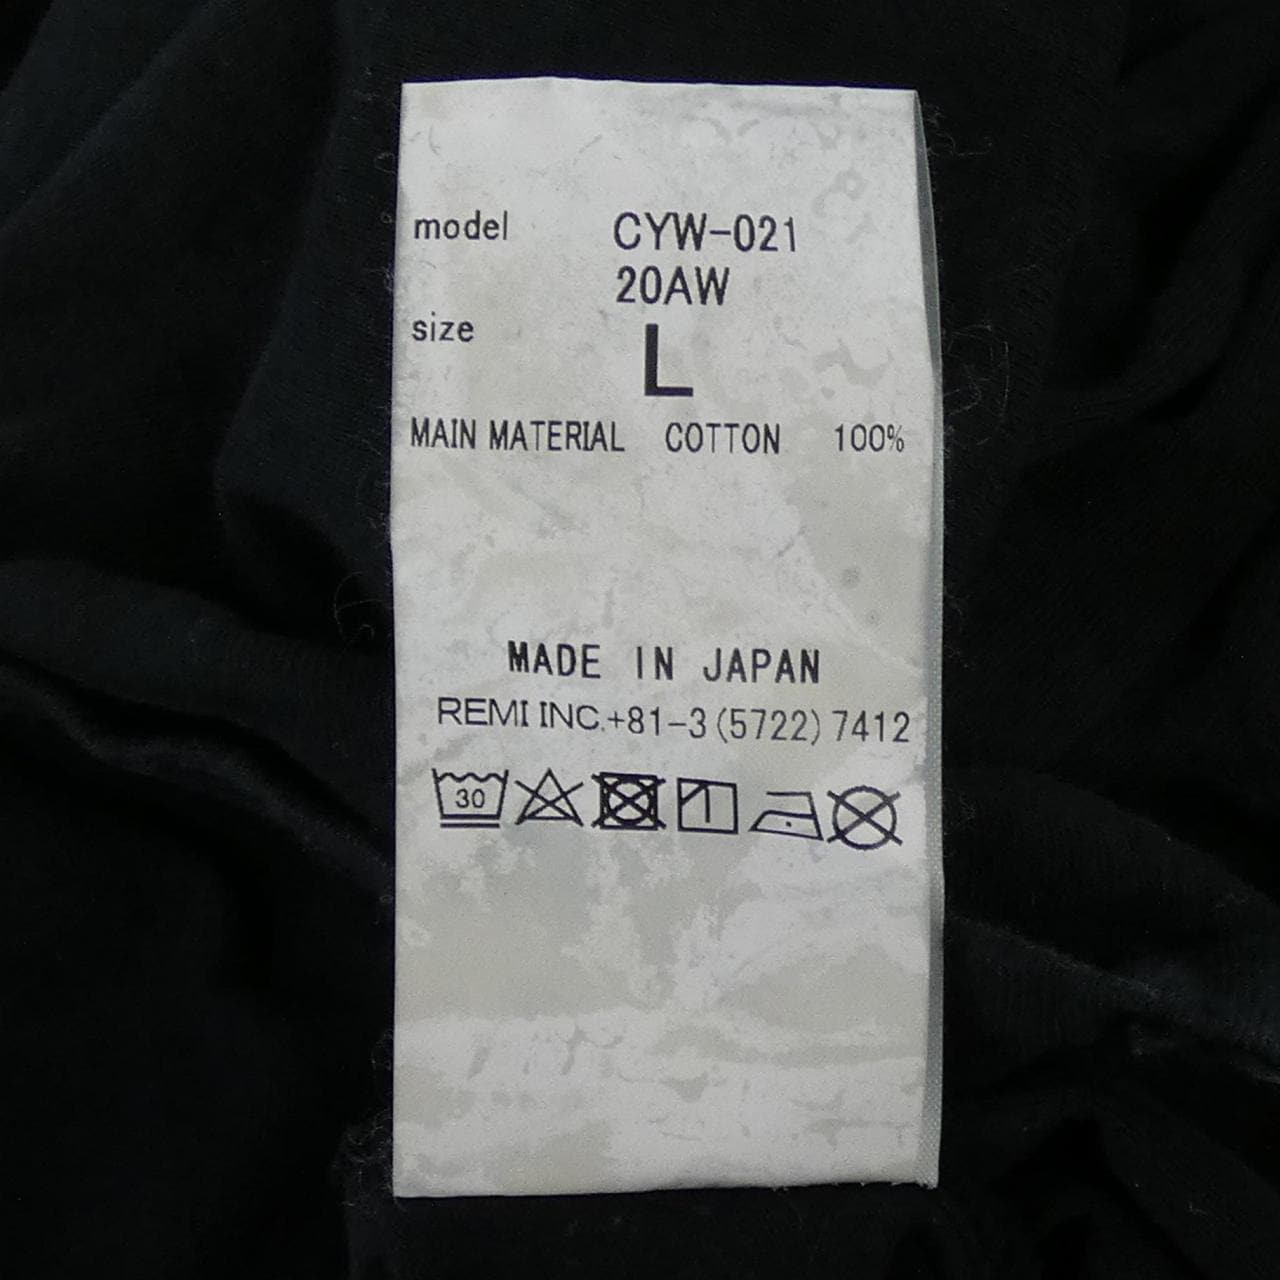 model CYW-021
20AW
size L
MAIN MATERIAL COTTON 100%
MADE IN JAPAN
REMI INC.+81-3(5722)7412
30